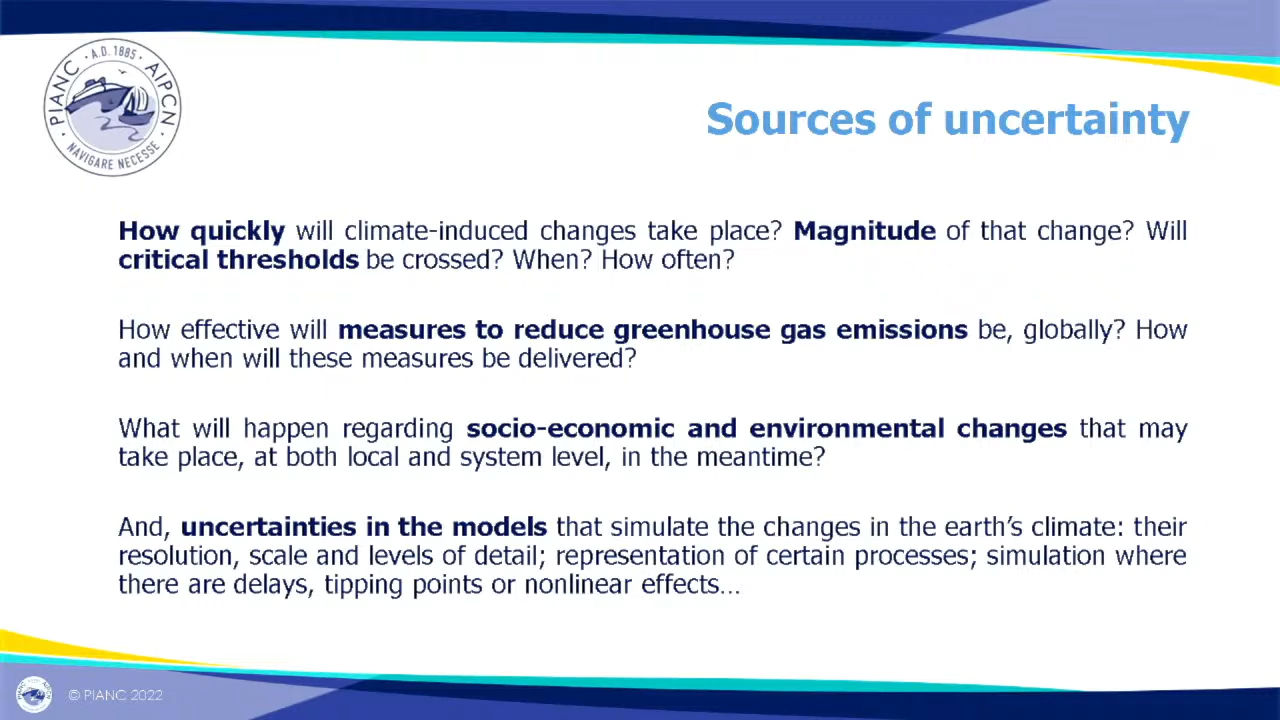 PIANC · A.D. 1885 · AIPCN
NAVIGARE NECESSE
Sources of uncertainty
How quickly will climate-induced changes take place? Magnitude of that change? Will
critical thresholds be crossed? When? How often?
How effective will measures to reduce greenhouse gas emissions be, globally? How
and when will these measures be delivered?
What will happen regarding socio-economic and environmental changes that may
take place, at both local and system level, in the meantime?
And, uncertainties in the models that simulate the changes in the earth’s climate: their
resolution, scale and levels of detail; representation of certain processes; simulation where
there are delays, tipping points or nonlinear effects…
© PIANC 2022